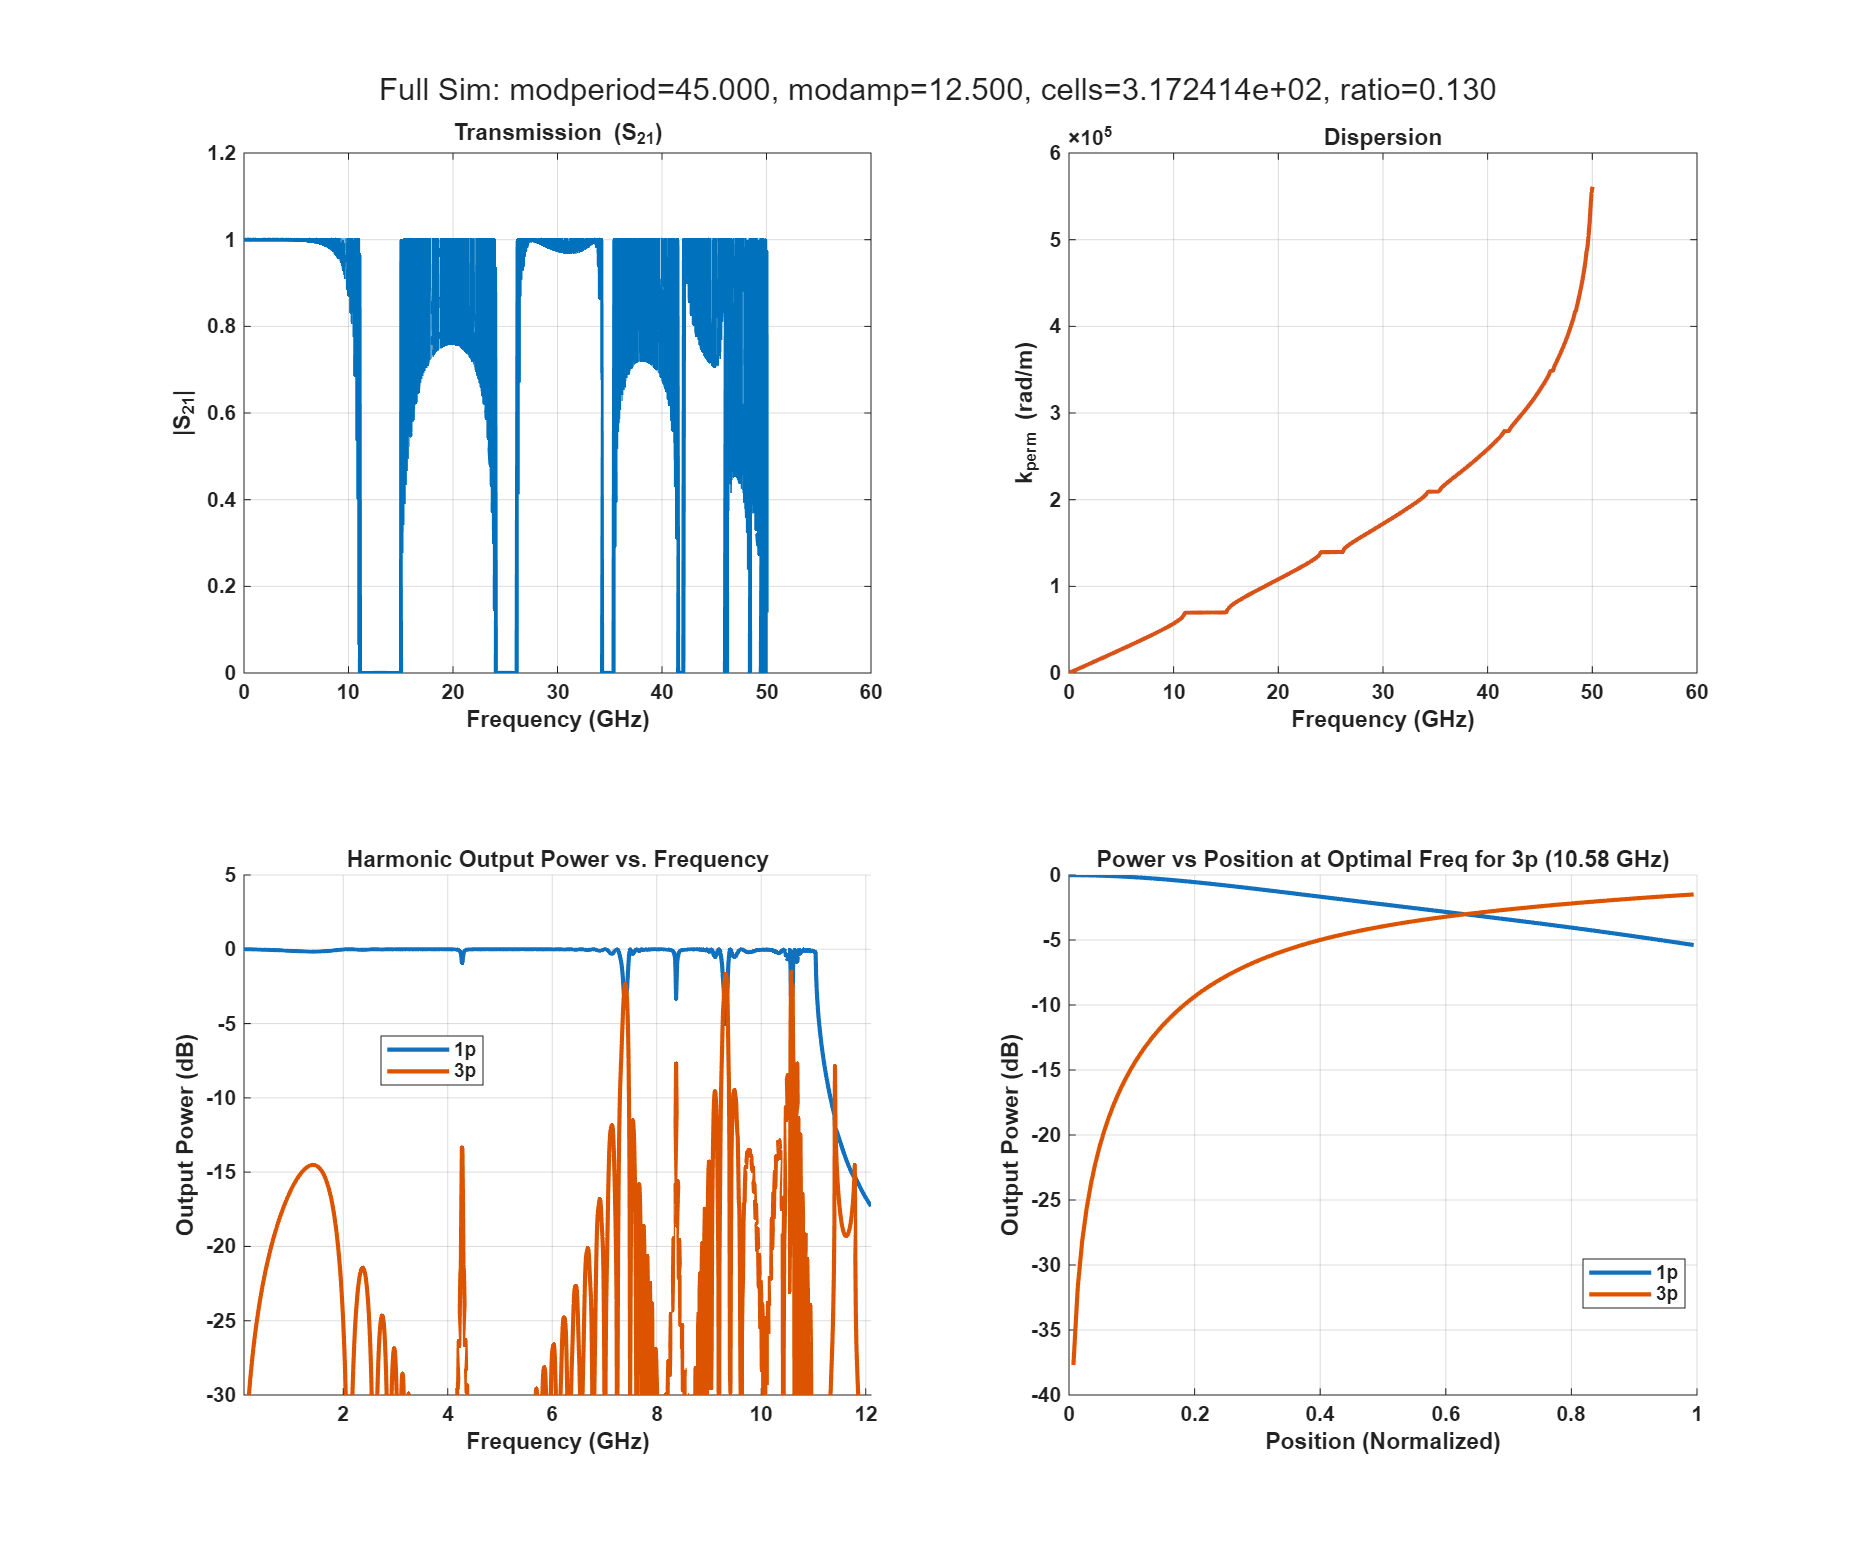 Full Sim: modperiod=45.000, modamp=12.500, cells=3.172414e+02, ratio=0.130
Transmission (S21)
1.2
1
0.8
0.6
0.4
0.2
0
|S21|
0 10 20 30 40 50 60
Frequency (GHz)
×10^5
Dispersion
6
5
4
3
2
1
0
kperm (rad/m)
0 10 20 30 40 50 60
Frequency (GHz)
Harmonic Output Power vs. Frequency
5
0
-5
-10
-15
-20
-25
-30
Output Power (dB)
1p
3p
2 4 6 8 10 12
Frequency (GHz)
Power vs Position at Optimal Freq for 3p (10.58 GHz)
0
-5
-10
-15
-20
-25
-30
-35
-40
Output Power (dB)
1p
3p
0 0.2 0.4 0.6 0.8 1
Position (Normalized)